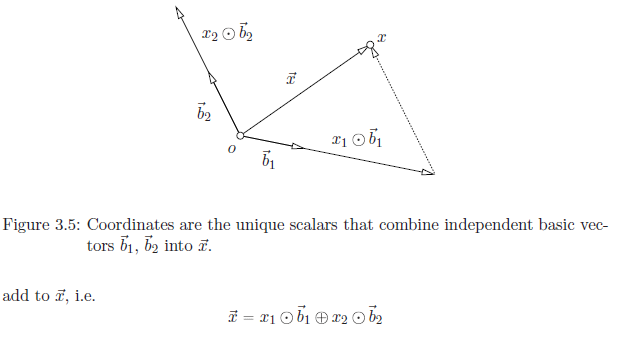 x₂ ⊙ b⃗₂
x
x⃗
b⃗₂
x₁ ⊙ b⃗₁
o
b⃗₁
Figure 3.5: Coordinates are the unique scalars that combine independent basic vec-
tors b⃗₁, b⃗₂ into x⃗.
add to x⃗, i.e.
x⃗ = x₁ ⊙ b⃗₁ ⊕ x₂ ⊙ b⃗₂